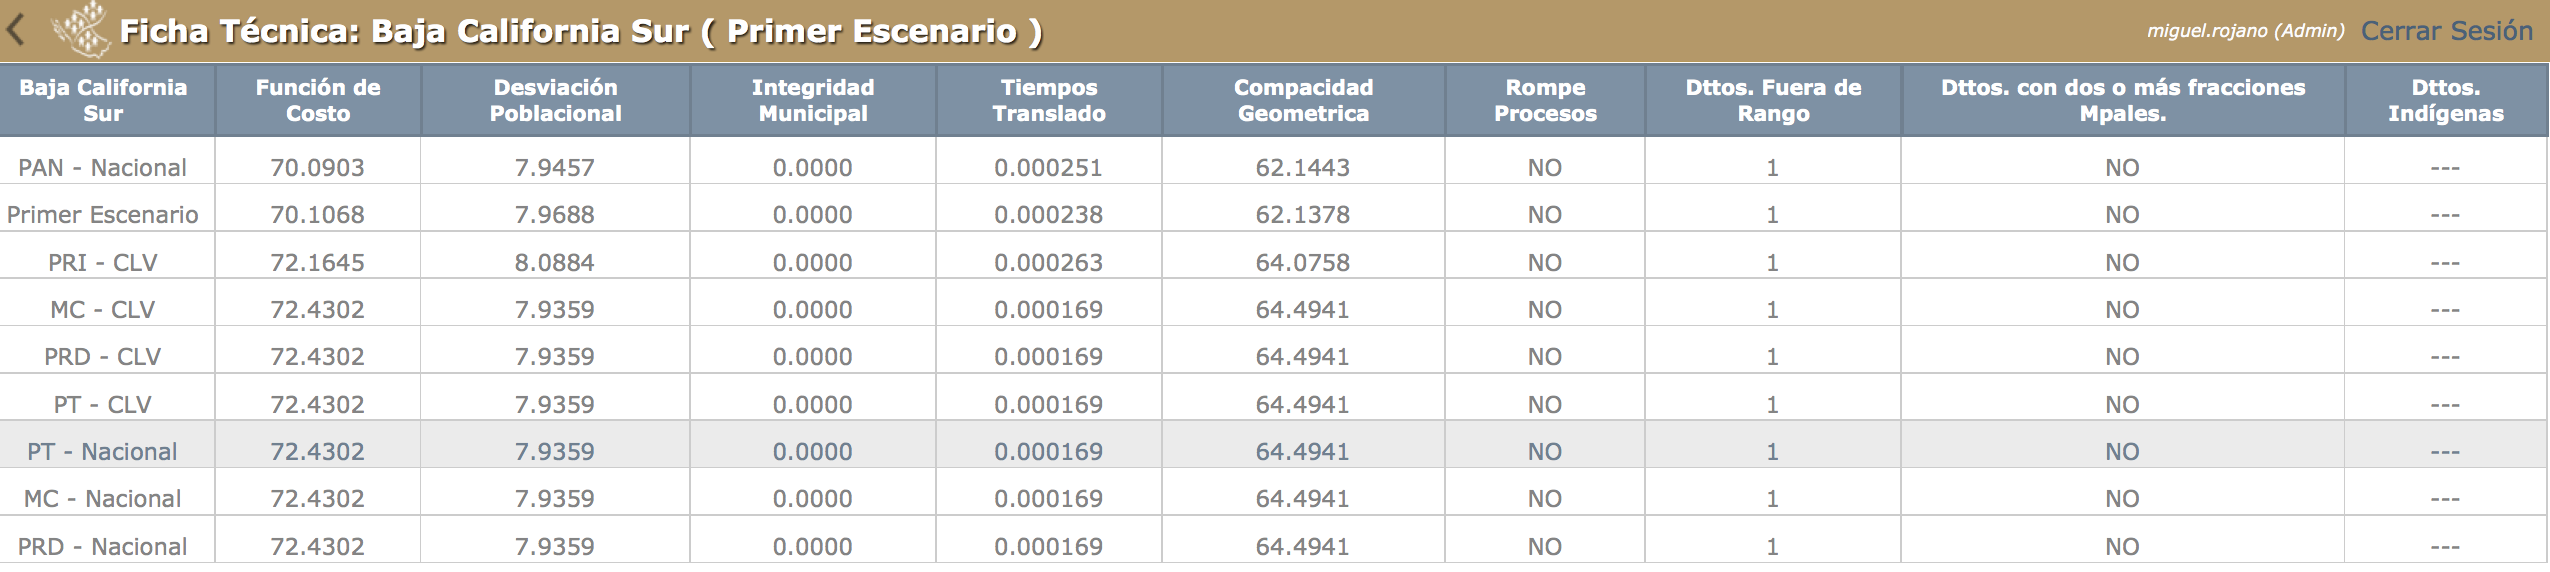 Ficha Técnica: Baja California Sur ( Primer Escenario ) miguel.rojano (Admin) Cerrar Sesión
Baja California Sur Función de Costo Desviación Poblacional Integridad Municipal Tiempos Translado Compacidad Geometrica Rompe Procesos Dttos. Fuera de Rango Dttos. con dos o más fracciones Mpales. Dttos. Indígenas
PAN - Nacional 70.0903 7.9457 0.0000 0.000251 62.1443 NO 1 NO ---
Primer Escenario 70.1068 7.9688 0.0000 0.000238 62.1378 NO 1 NO ---
PRI - CLV 72.1645 8.0884 0.0000 0.000263 64.0758 NO 1 NO ---
MC - CLV 72.4302 7.9359 0.0000 0.000169 64.4941 NO 1 NO ---
PRD - CLV 72.4302 7.9359 0.0000 0.000169 64.4941 NO 1 NO ---
PT - CLV 72.4302 7.9359 0.0000 0.000169 64.4941 NO 1 NO ---
PT - Nacional 72.4302 7.9359 0.0000 0.000169 64.4941 NO 1 NO ---
MC - Nacional 72.4302 7.9359 0.0000 0.000169 64.4941 NO 1 NO ---
PRD - Nacional 72.4302 7.9359 0.0000 0.000169 64.4941 NO 1 NO ---